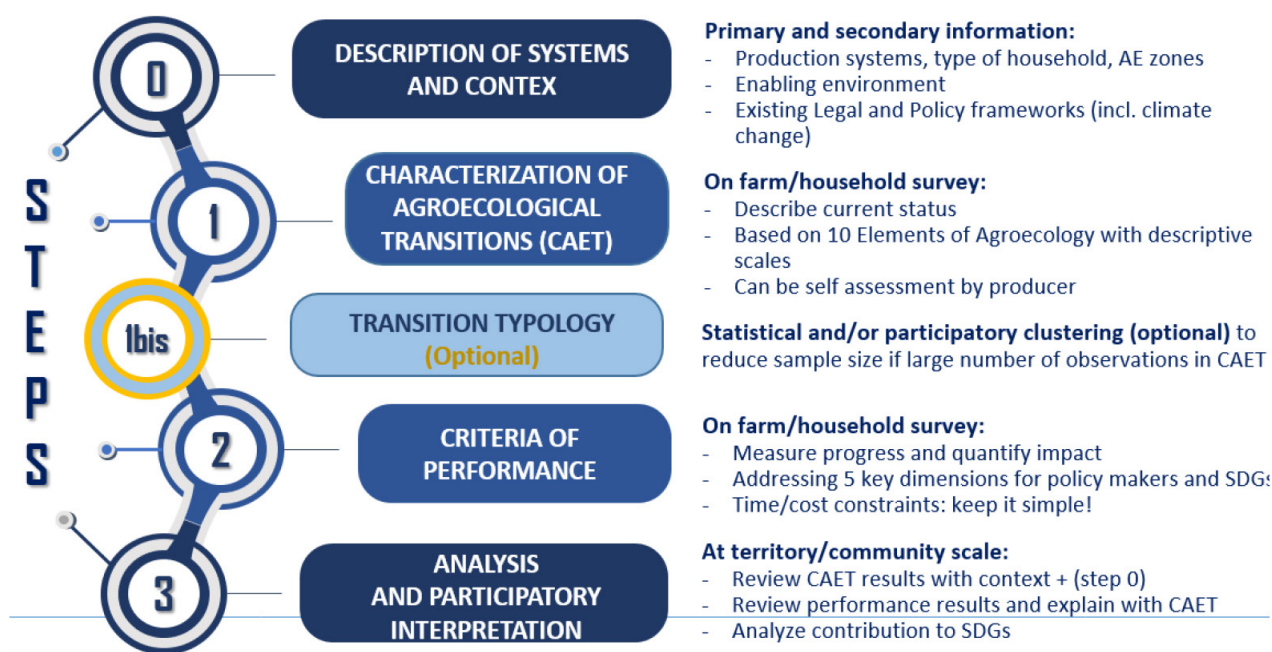 STEPS
0
DESCRIPTION OF SYSTEMS
AND CONTEX
Primary and secondary information:
- Production systems, type of household, AE zones
- Enabling environment
- Existing Legal and Policy frameworks (incl. climate
change)
1
CHARACTERIZATION OF
AGROECOLOGICAL
TRANSITIONS (CAET)
On farm/household survey:
- Describe current status
- Based on 10 Elements of Agroecology with descriptive
scales
- Can be self assessment by producer
1bis
TRANSITION TYPOLOGY
(Optional)
Statistical and/or participatory clustering (optional) to
reduce sample size if large number of observations in CAET
2
CRITERIA OF
PERFORMANCE
On farm/household survey:
- Measure progress and quantify impact
- Addressing 5 key dimensions for policy makers and SDGs
- Time/cost constraints: keep it simple!
3
ANALYSIS
AND PARTICIPATORY
INTERPRETATION
At territory/community scale:
- Review CAET results with context + (step 0)
- Review performance results and explain with CAET
- Analyze contribution to SDGs